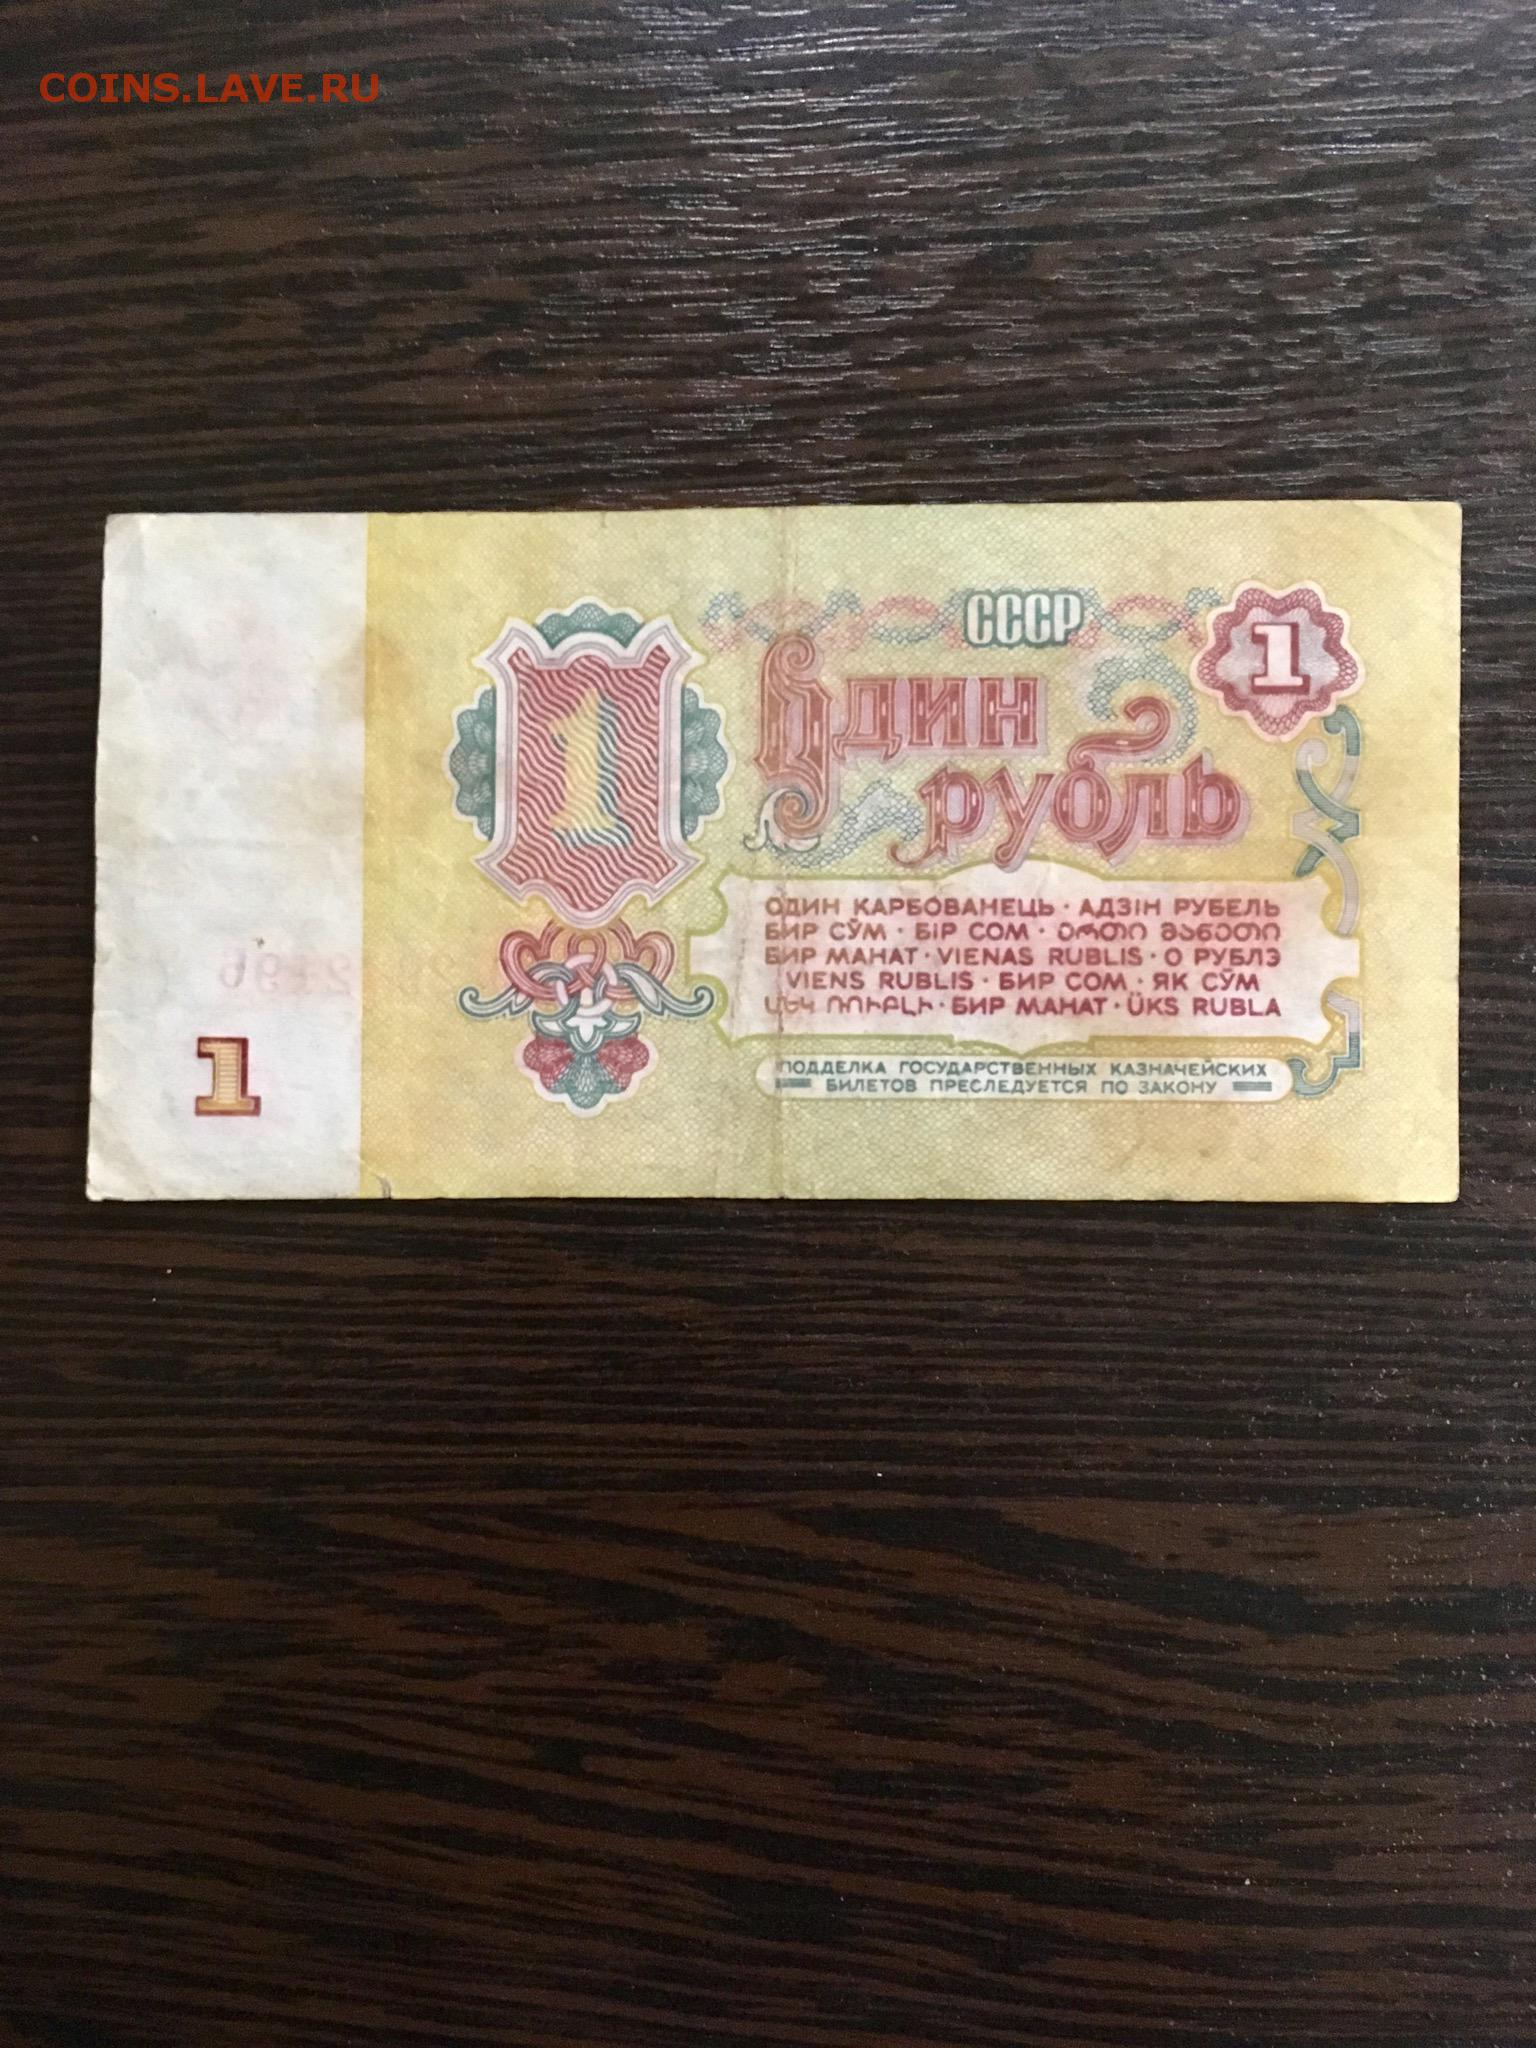 COINS.LAVE.RU
СССР
1
1
Один
рубль
ОДИН КАРБОВАНЕЦЬ · АДЗІН РУБЕЛЬ
БИР СЎМ · БІР СОМ · ᲔᲠᲗᲘ ᲛᲐᲜᲔᲗᲘ
БИР МАНАТ · VIENAS RUBLIS · О РУБЛЭ
VIENS RUBLIS · БИР СОМ · ЯК СӮМ
ՄԵԿ ՌՈՒԲԼԻ · БИР МАНАТ · ÜKS RUBLA
ПОДДЕЛКА ГОСУДАРСТВЕННЫХ КАЗНАЧЕЙСКИХ
БИЛЕТОВ ПРЕСЛЕДУЕТСЯ ПО ЗАКОНУ
1